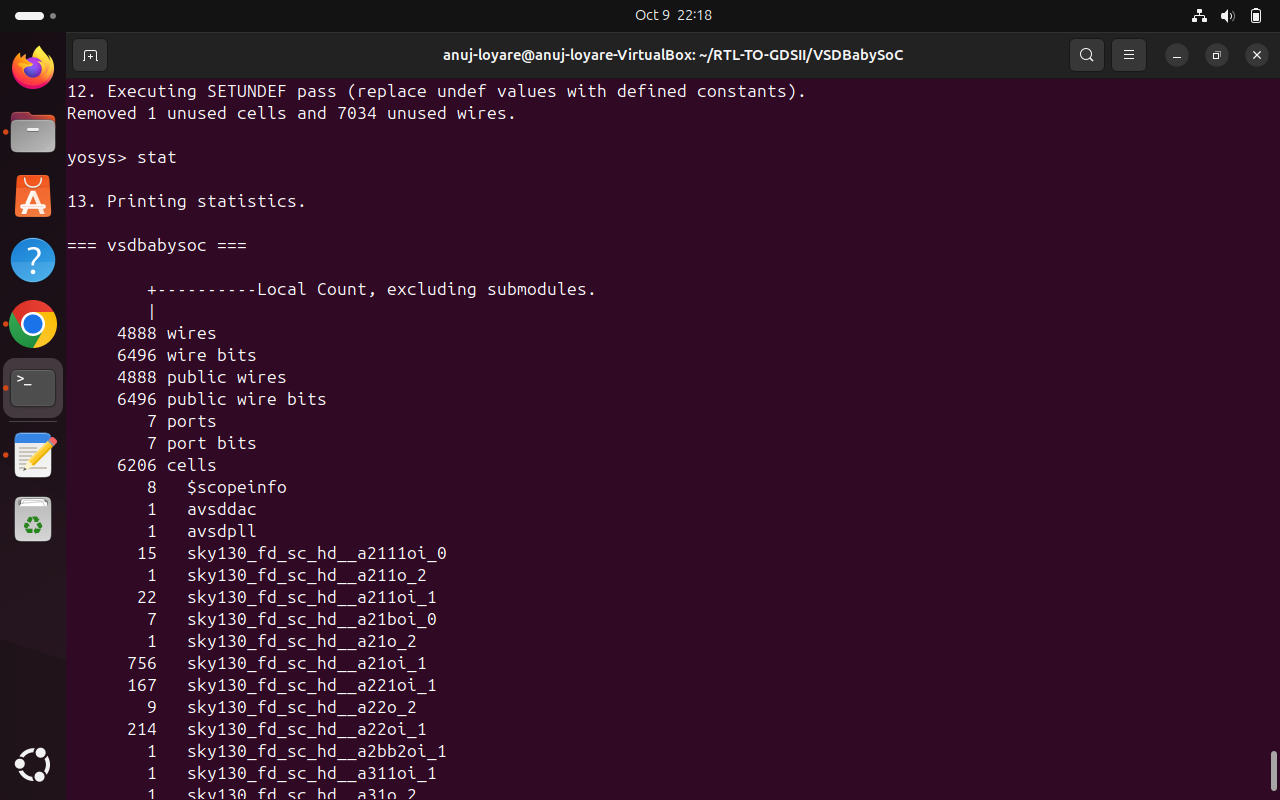 Oct 9 22:18
anuj-loyare@anuj-loyare-VirtualBox: ~/RTL-TO-GDSII/VSDBabySoC
12. Executing SETUNDEF pass (replace undef values with defined constants).
Removed 1 unused cells and 7034 unused wires.
yosys> stat
13. Printing statistics.
=== vsdbabysoc ===
+----------Local Count, excluding submodules.
|
4888 wires
6496 wire bits
4888 public wires
6496 public wire bits
7 ports
7 port bits
6206 cells
8 $scopeinfo
1 avsddac
1 avsdpll
15 sky130_fd_sc_hd__a2111oi_0
1 sky130_fd_sc_hd__a211o_2
22 sky130_fd_sc_hd__a211oi_1
7 sky130_fd_sc_hd__a21boi_0
1 sky130_fd_sc_hd__a21o_2
756 sky130_fd_sc_hd__a21oi_1
167 sky130_fd_sc_hd__a221oi_1
9 sky130_fd_sc_hd__a22o_2
214 sky130_fd_sc_hd__a22oi_1
1 sky130_fd_sc_hd__a2bb2oi_1
1 sky130_fd_sc_hd__a311oi_1
1 sky130_fd_sc_hd__a31o_2